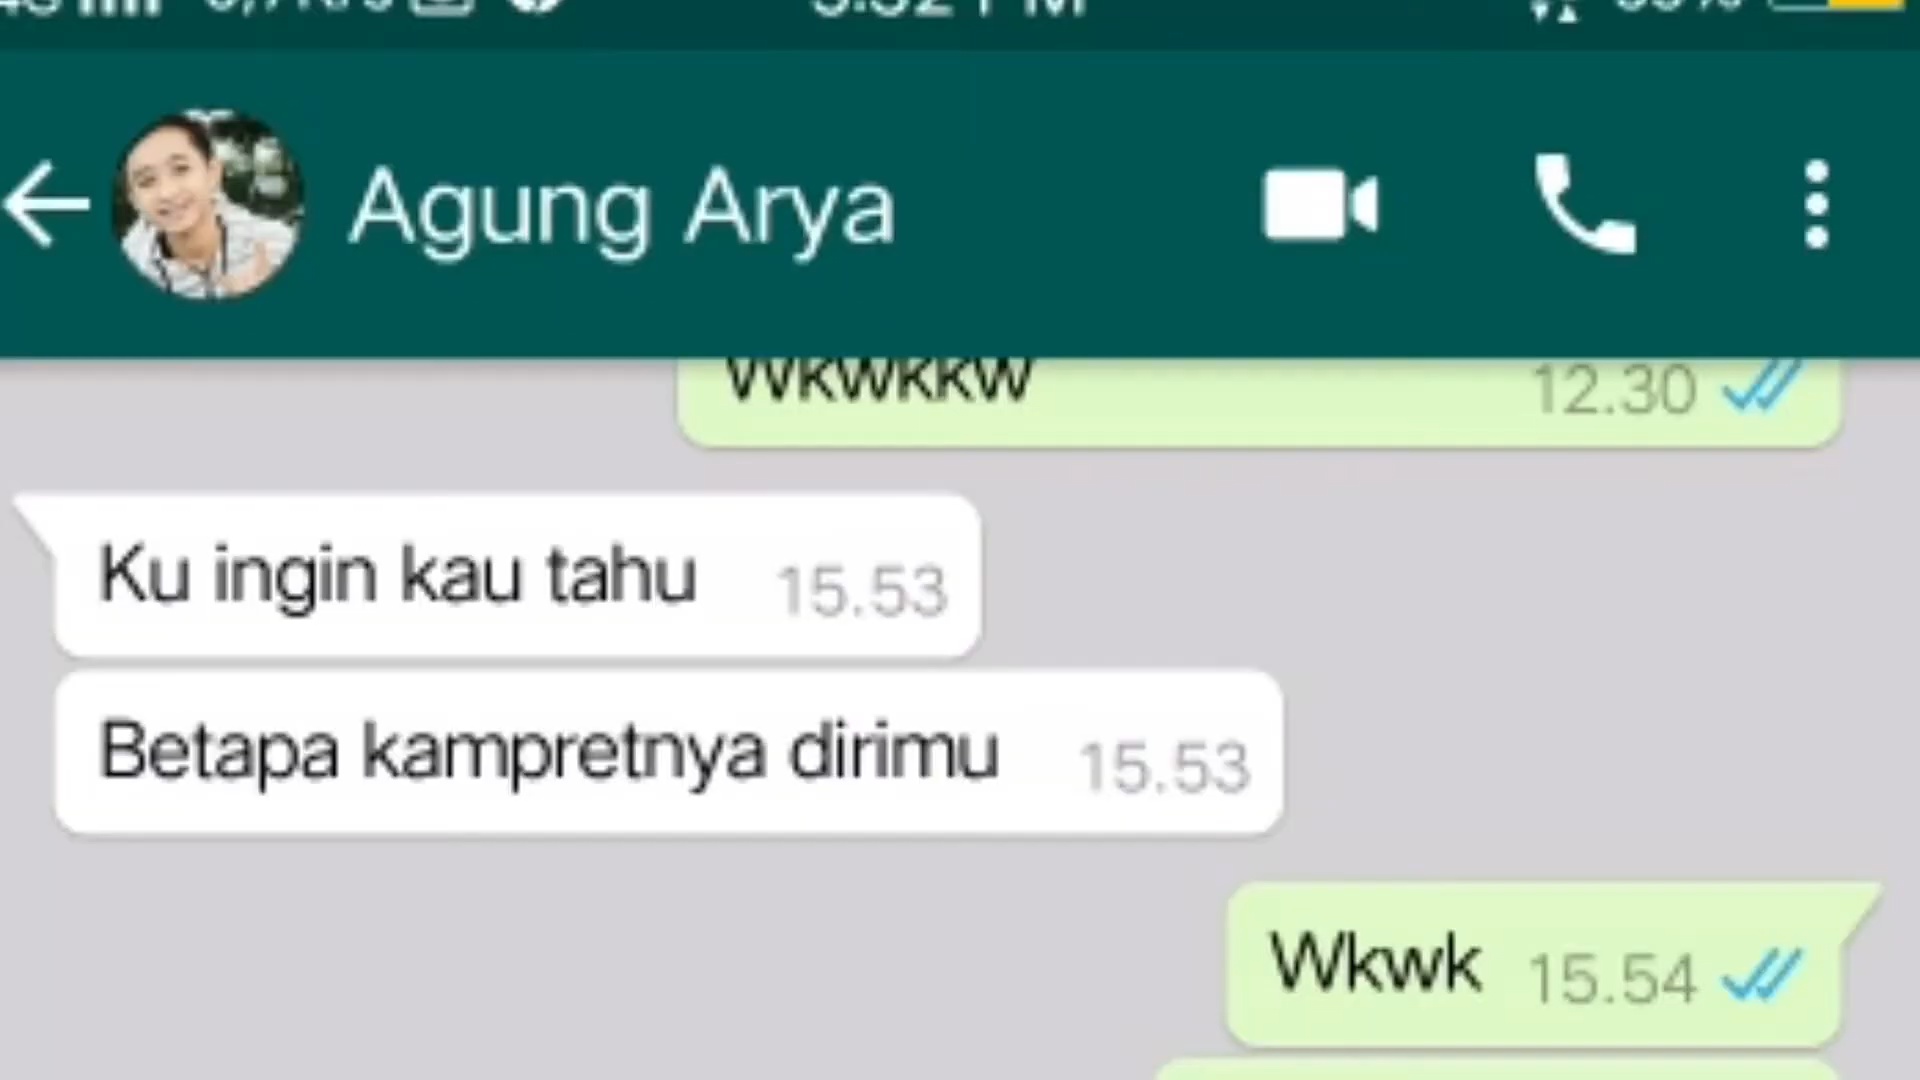 Agung Arya
Wkwkkw 12.30
Ku ingin kau tahu 15.53
Betapa kampretnya dirimu 15.53
Wkwk 15.54